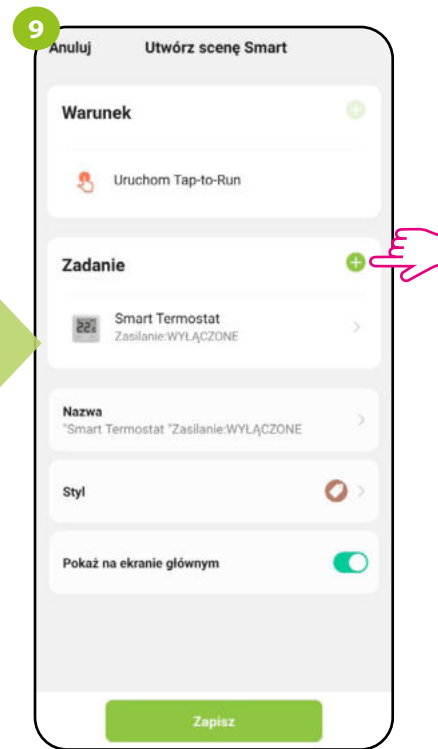 9
Anuluj Utwórz scenę Smart
Warunek
Uruchom Tap-to-Run
Zadanie
Smart Termostat
Zasilanie:WYŁĄCZONE
Nazwa
"Smart Termostat "Zasilanie:WYŁĄCZONE
Styl
Pokaż na ekranie głównym
Zapisz